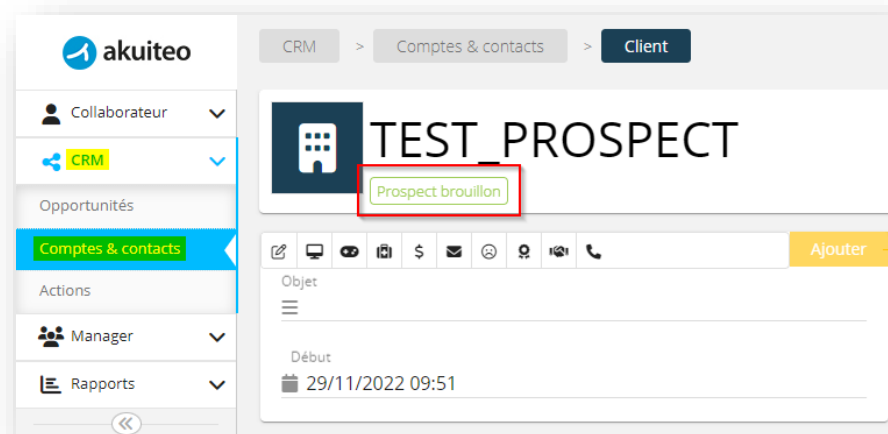 akuiteo
CRM > Comptes & contacts > Client
Collaborateur
CRM
Opportunités
Comptes & contacts
Actions
Manager
Rapports
TEST_PROSPECT
Prospect brouillon
Ajouter
Objet
Début
29/11/2022 09:51